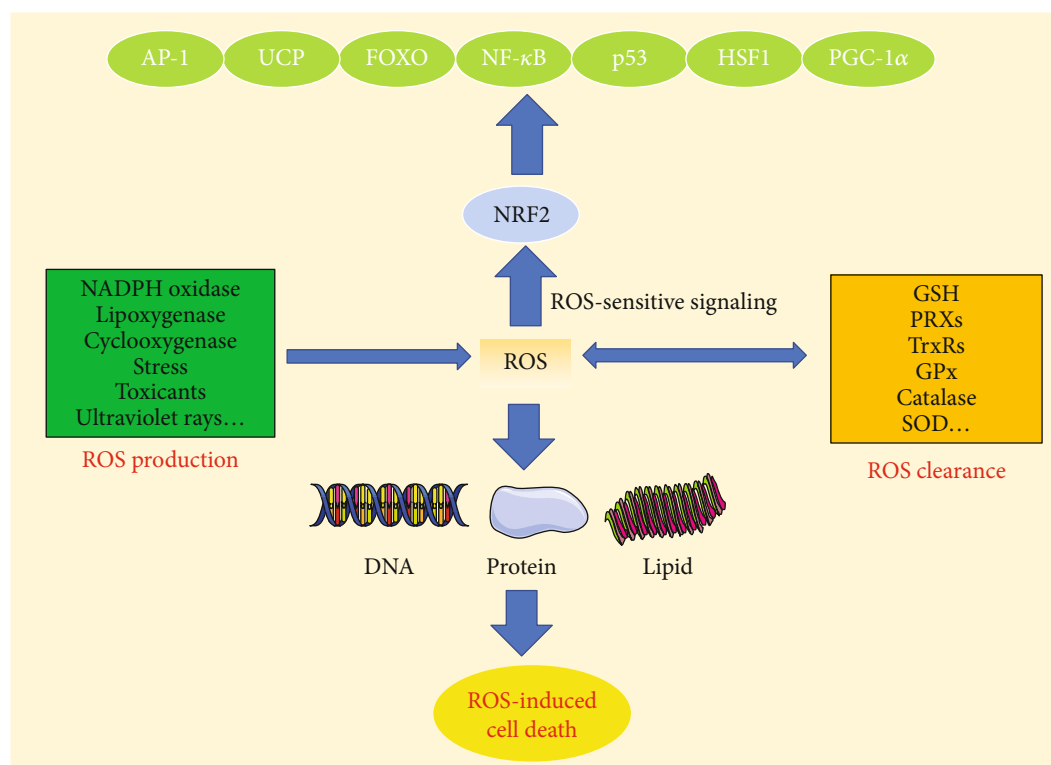 AP-1
UCP
FOXO
NF-κB
p53
HSF1
PGC-1α
NRF2
ROS-sensitive signaling
NADPH oxidase
Lipoxygenase
Cyclooxygenase
Stress
Toxicants
Ultraviolet rays…
ROS production
ROS
GSH
PRXs
TrxRs
GPx
Catalase
SOD…
ROS clearance
DNA
Protein
Lipid
ROS-induced
cell death